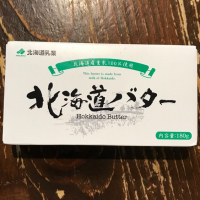 北海道乳業
北海道産生乳100%使用
This butter is made from
milk of Hokkaido.
北海道バター
Hokkaido Butter
内容量:180g